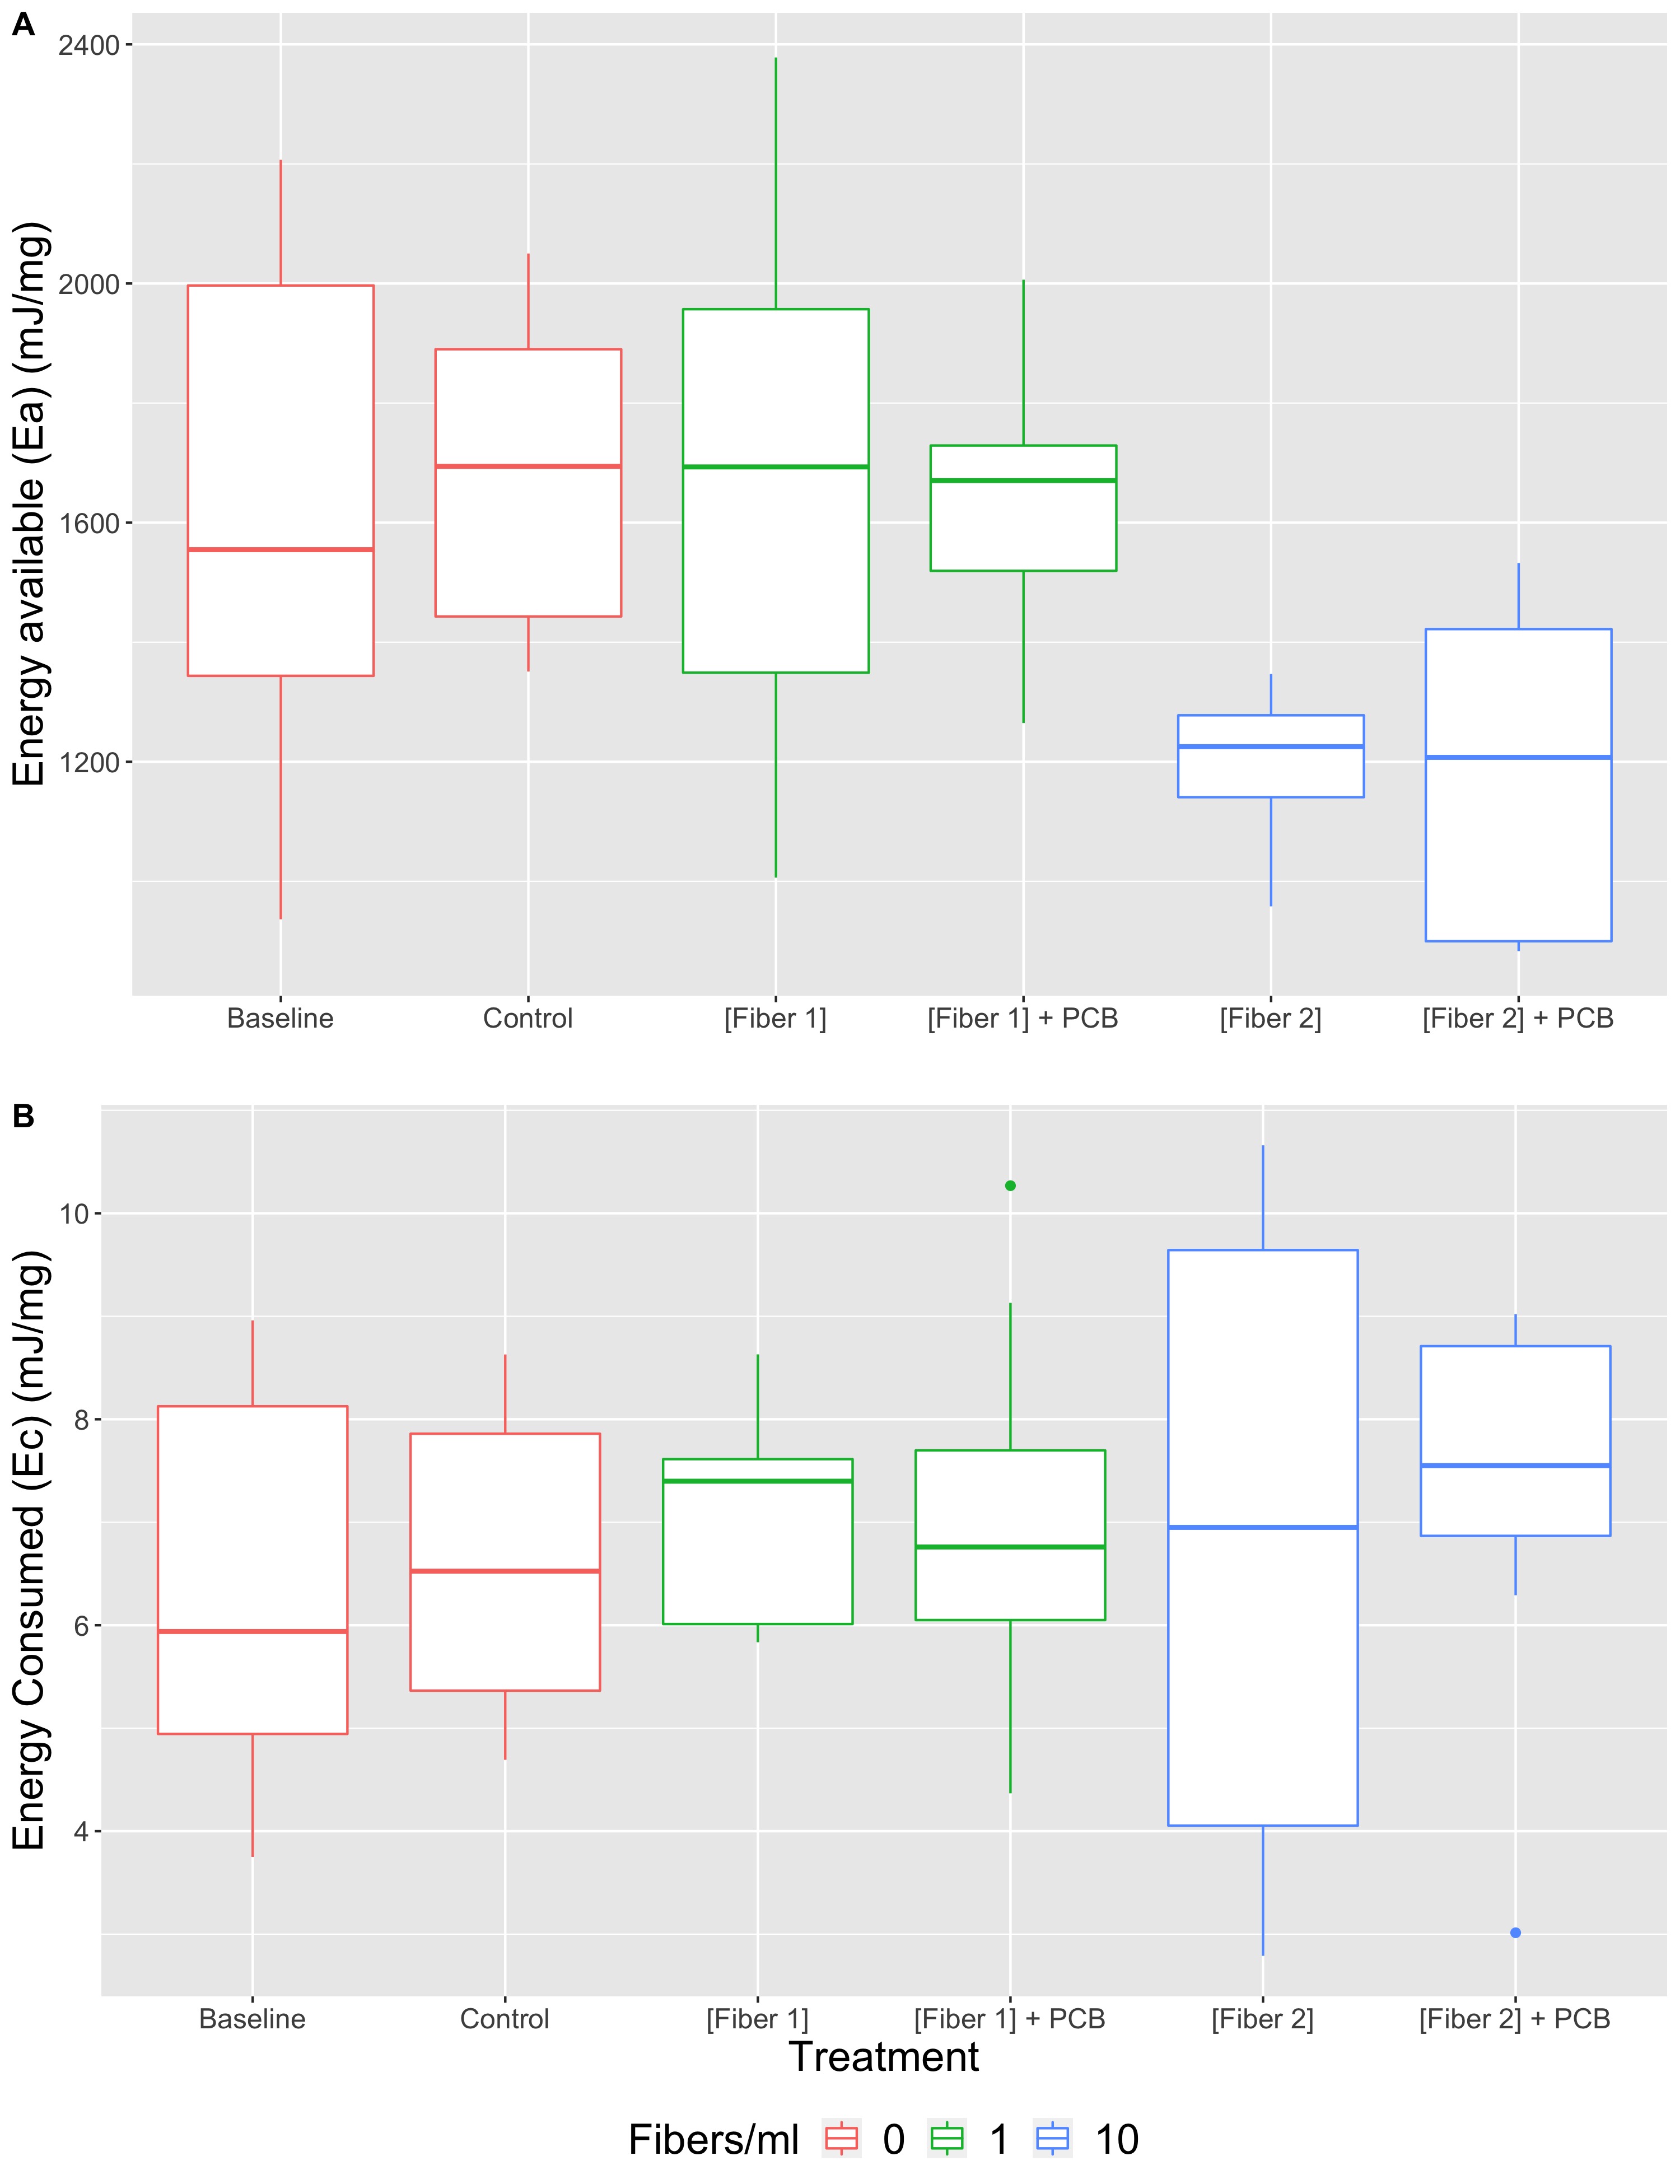 A
Energy available (Ea) (mJ/mg)
2400
2000
1600
1200
Baseline Control [Fiber 1] [Fiber 1] + PCB [Fiber 2] [Fiber 2] + PCB
B
Energy Consumed (Ec) (mJ/mg)
10
8
6
4
Baseline Control [Fiber 1] [Fiber 1] + PCB [Fiber 2] [Fiber 2] + PCB
Treatment
Fibers/ml 0 1 10